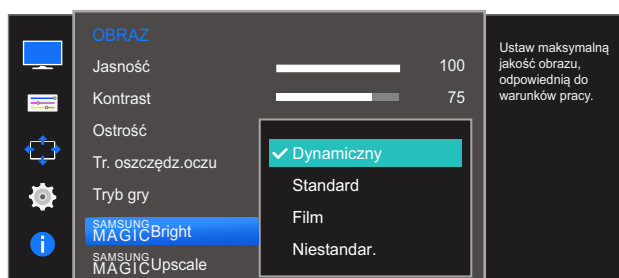 OBRAZ
Jasność 100
Kontrast 75
Ostrość
Tr. oszczędz.oczu
Tryb gry
SAMSUNG
MAGICBright
SAMSUNG
MAGICUpscale
Dynamiczny
Standard
Film
Niestandar.
Ustaw maksymalną
jakość obrazu,
odpowiednią do
warunków pracy.